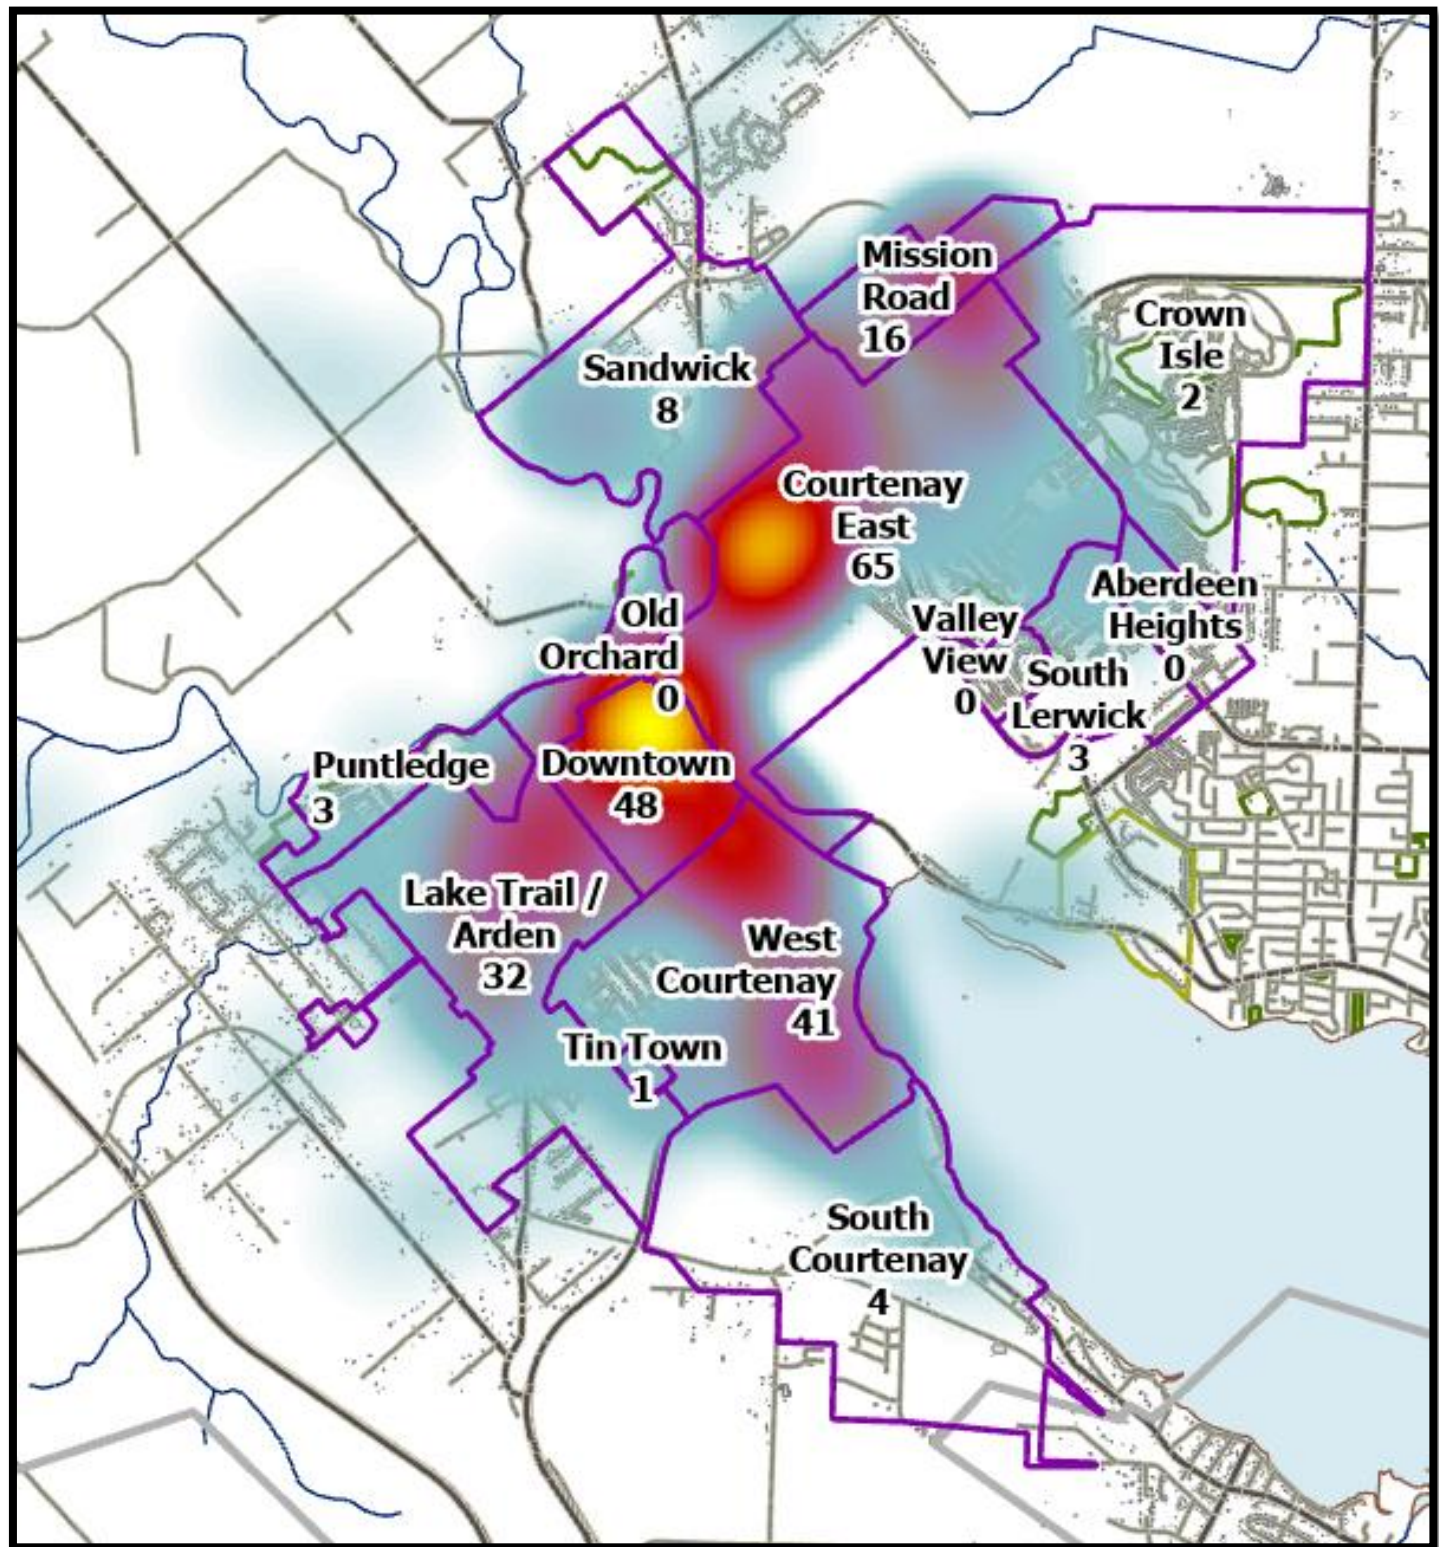 Mission
Road
16
Crown
Isle
2
Sandwick
8
Courtenay
East
65
Aberdeen
Heights
0
Old
Orchard
0
Valley
View
0
South
Lerwick
3
Puntledge
3
Downtown
48
Lake Trail /
Arden
32
West
Courtenay
41
Tin Town
1
South
Courtenay
4